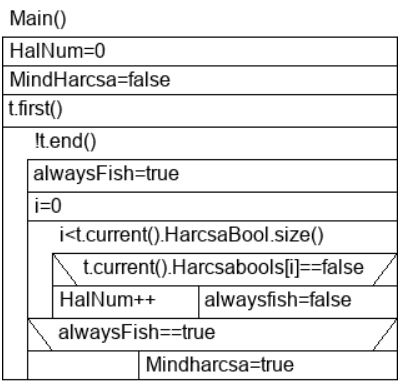 Main()
HalNum=0
MindHarcsa=false
t.first()
!t.end()
alwaysFish=true
i=0
i<t.current().HarcsaBool.size()
t.current().Harcsabools[i]==false
HalNum++ alwaysfish=false
alwaysFish==true
Mindharcsa=true